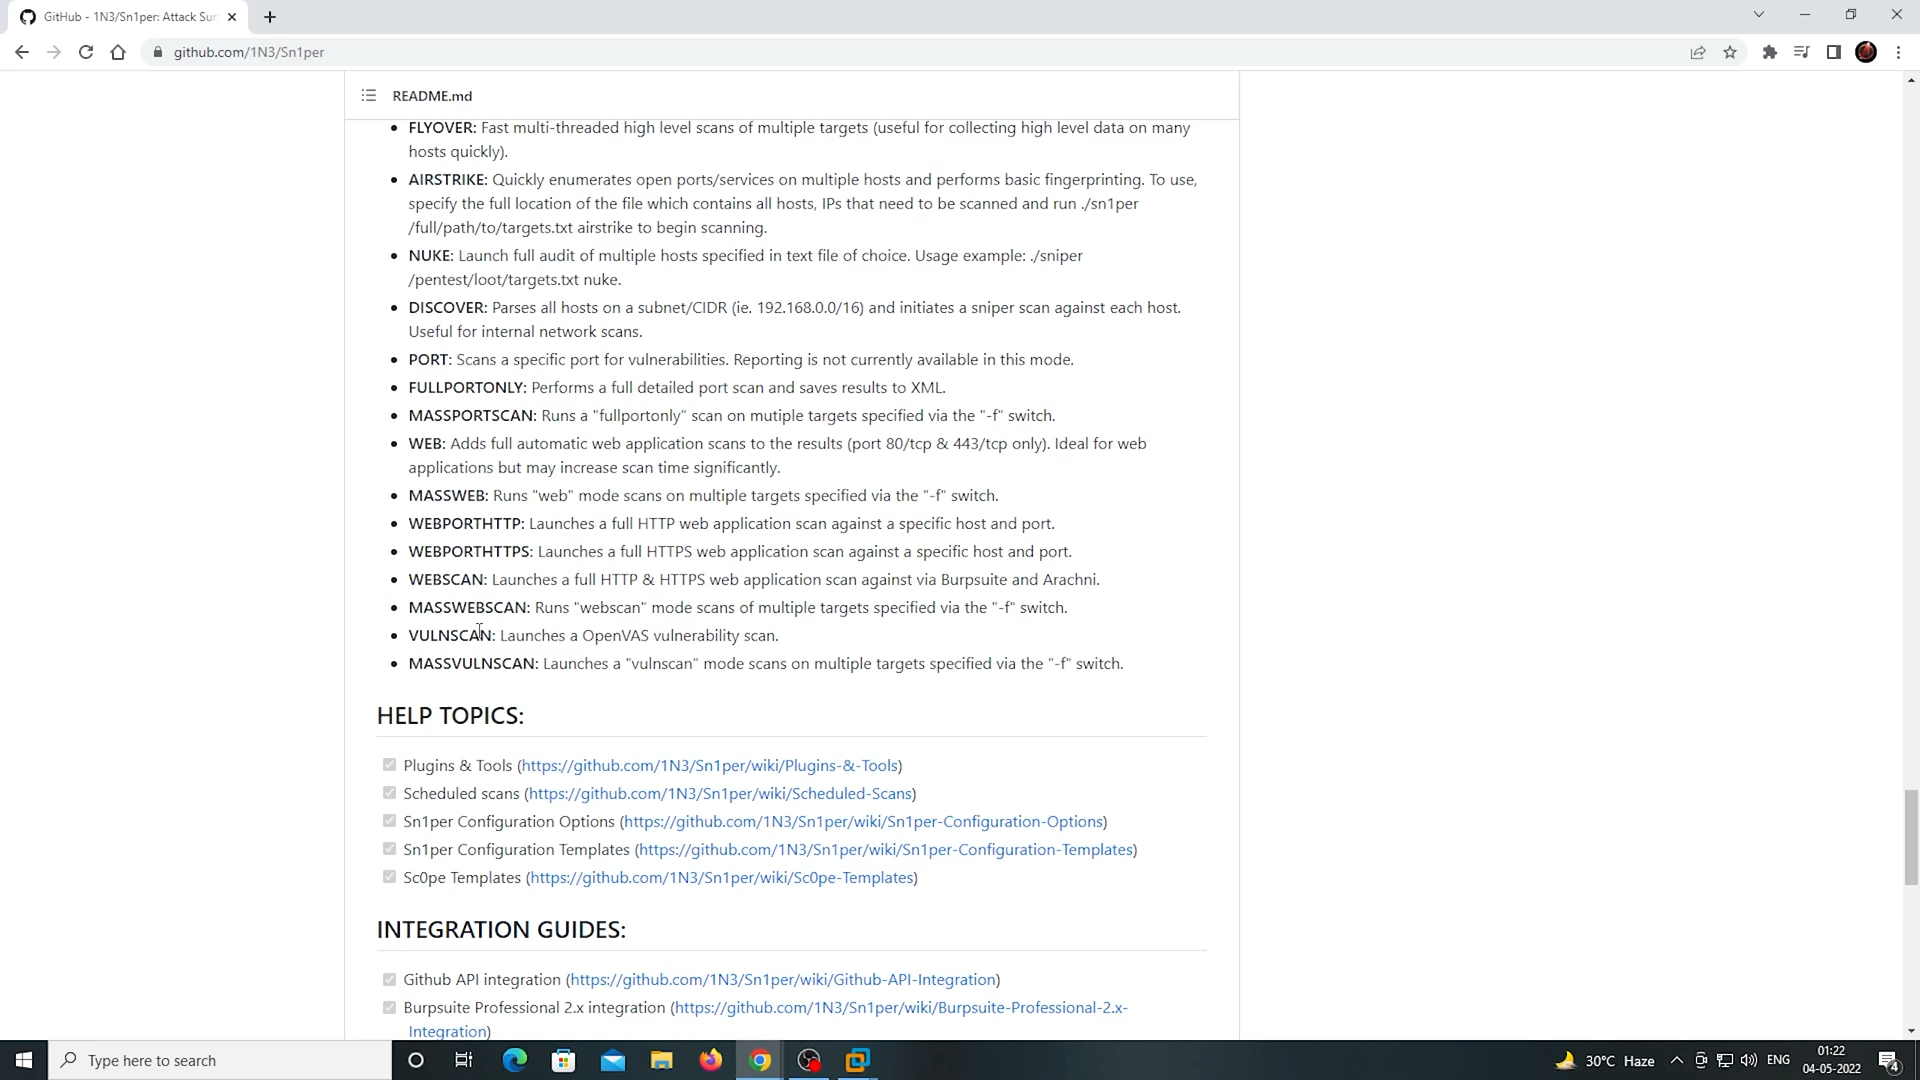 GitHub - 1N3/Sn1per: Attack Sur
github.com/1N3/Sn1per
README.md
FLYOVER: Fast multi-threaded high level scans of multiple targets (useful for collecting high level data on many
hosts quickly).
AIRSTRIKE: Quickly enumerates open ports/services on multiple hosts and performs basic fingerprinting. To use,
specify the full location of the file which contains all hosts, IPs that need to be scanned and run ./sn1per
/full/path/to/targets.txt airstrike to begin scanning.
NUKE: Launch full audit of multiple hosts specified in text file of choice. Usage example: ./sniper
/pentest/loot/targets.txt nuke.
DISCOVER: Parses all hosts on a subnet/CIDR (ie. 192.168.0.0/16) and initiates a sniper scan against each host.
Useful for internal network scans.
PORT: Scans a specific port for vulnerabilities. Reporting is not currently available in this mode.
FULLPORTONLY: Performs a full detailed port scan and saves results to XML.
MASSPORTSCAN: Runs a "fullportonly" scan on mutiple targets specified via the "-f" switch.
WEB: Adds full automatic web application scans to the results (port 80/tcp & 443/tcp only). Ideal for web
applications but may increase scan time significantly.
MASSWEB: Runs "web" mode scans on multiple targets specified via the "-f" switch.
WEBPORTHTTP: Launches a full HTTP web application scan against a specific host and port.
WEBPORTHTTPS: Launches a full HTTPS web application scan against a specific host and port.
WEBSCAN: Launches a full HTTP & HTTPS web application scan against via Burpsuite and Arachni.
MASSWEBSCAN: Runs "webscan" mode scans of multiple targets specified via the "-f" switch.
VULNSCAN: Launches a OpenVAS vulnerability scan.
MASSVULNSCAN: Launches a "vulnscan" mode scans on multiple targets specified via the "-f" switch.
HELP TOPICS:
Plugins & Tools (https://github.com/1N3/Sn1per/wiki/Plugins-&-Tools)
Scheduled scans (https://github.com/1N3/Sn1per/wiki/Scheduled-Scans)
Sn1per Configuration Options (https://github.com/1N3/Sn1per/wiki/Sn1per-Configuration-Options)
Sn1per Configuration Templates (https://github.com/1N3/Sn1per/wiki/Sn1per-Configuration-Templates)
Sc0pe Templates (https://github.com/1N3/Sn1per/wiki/Sc0pe-Templates)
INTEGRATION GUIDES:
Github API integration (https://github.com/1N3/Sn1per/wiki/Github-API-Integration)
Burpsuite Professional 2.x integration (https://github.com/1N3/Sn1per/wiki/Burpsuite-Professional-2.x-
Integration)
Type here to search
30°C Haze
ENG
01:22
04-05-2022
4